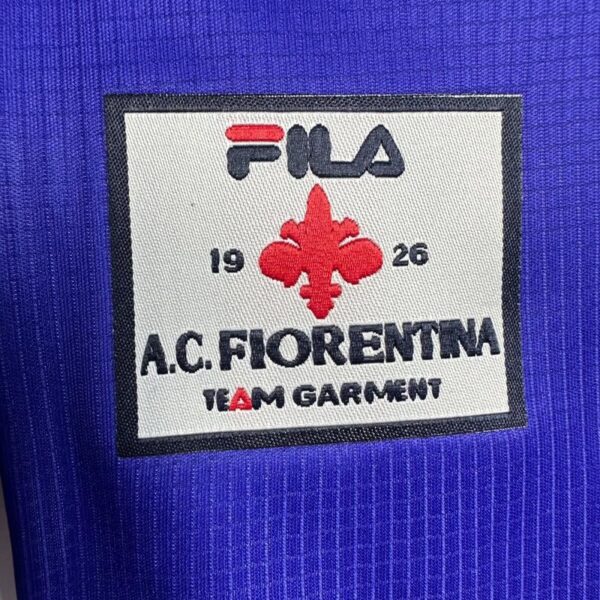 FILA
19 26
A.C. FIORENTINA
TEAM GARMENT